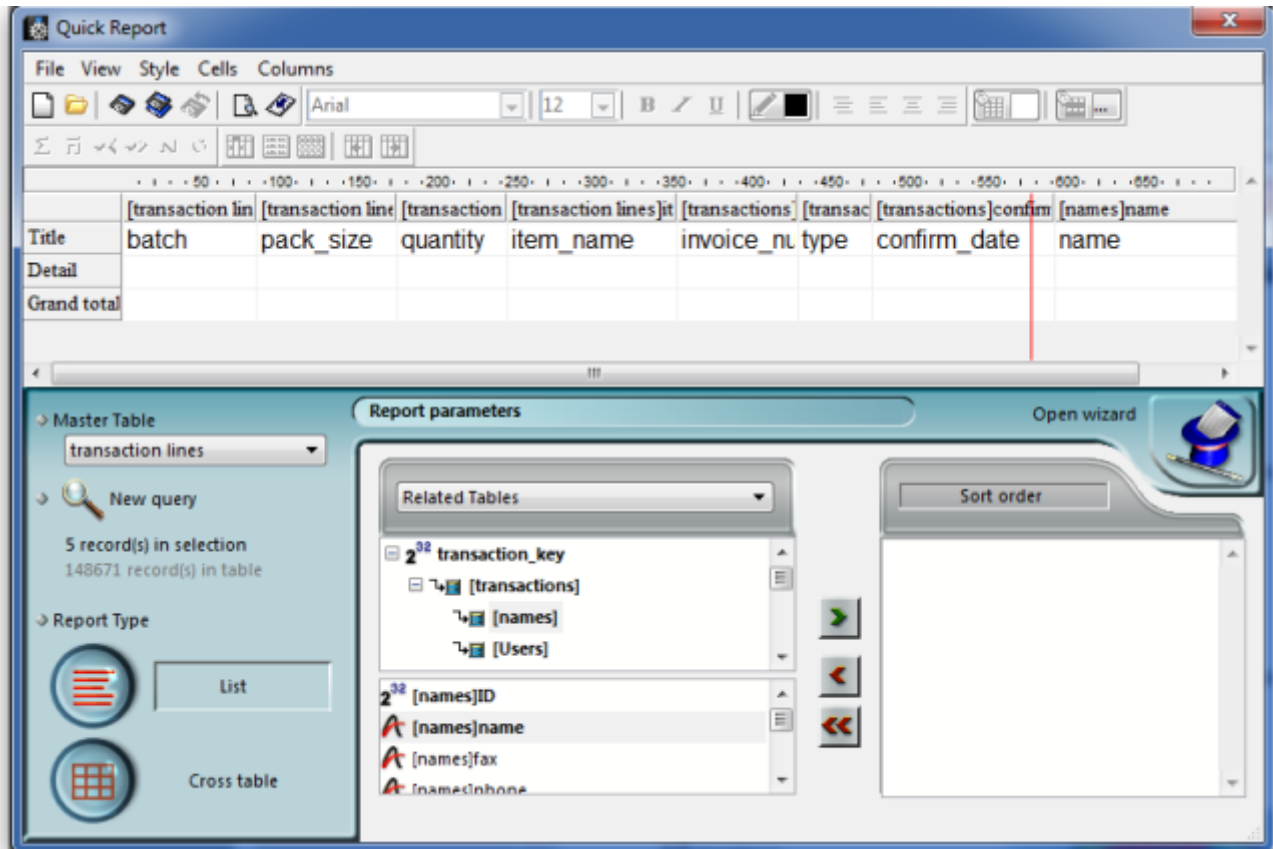 Quick Report
File View Style Cells Columns
Arial 12 B I U ...
50 100 150 200 250 300 350 400 450 500 550 600 650
[transaction lin [transaction line [transaction [transaction lines]it [transactions] [transac [transactions]confirm [names]name
Title batch pack_size quantity item_name invoice_nu type confirm_date name
Detail
Grand total
Master Table
transaction lines
New query
5 record(s) in selection
148671 record(s) in table
Report Type
List
Cross table
Report parameters
Open wizard
Related Tables
2³² transaction_key
[transactions]
[names]
[Users]
2³² [names]ID
[names]name
[names]fax
[names]phone
Sort order